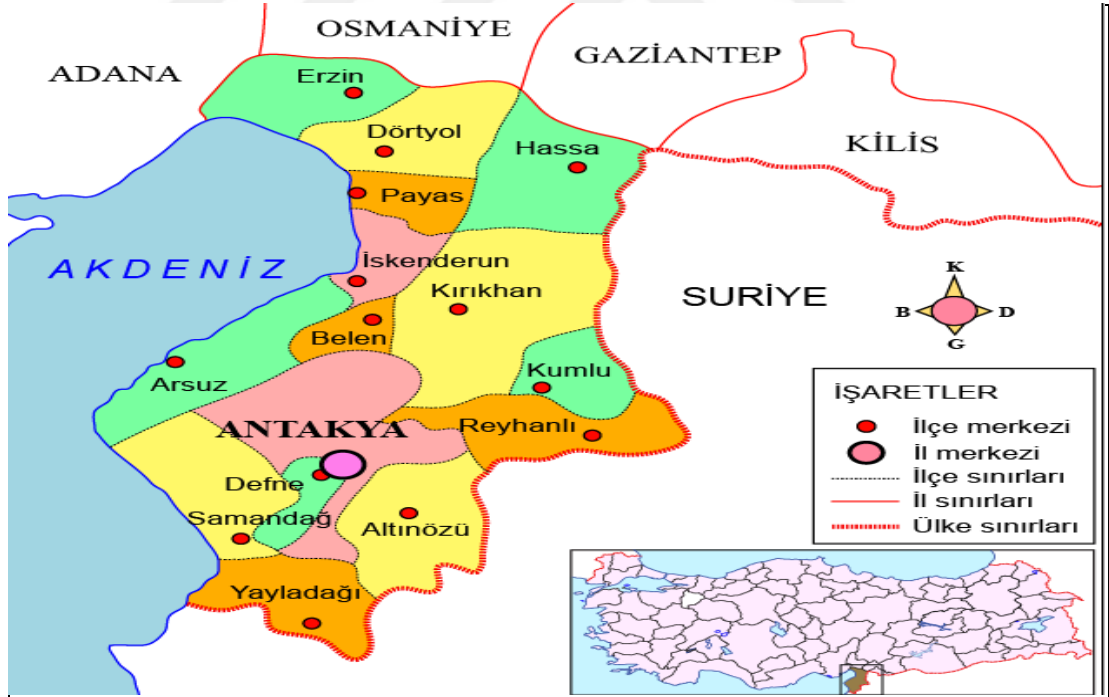 OSMANİYE
GAZİANTEP
ADANA
Erzin
Dörtyol
Hassa
KİLİS
Payas
AKDENİZ
İskenderun
Kırıkhan
SURİYE
K
B
D
G
Belen
Arsuz
Kumlu
ANTAKYA
Reyhanlı
Defne
Samandağ
Altınözü
Yayladağı
İŞARETLER
İlçe merkezi
İl merkezi
İlçe sınırları
İl sınırları
Ülke sınırları